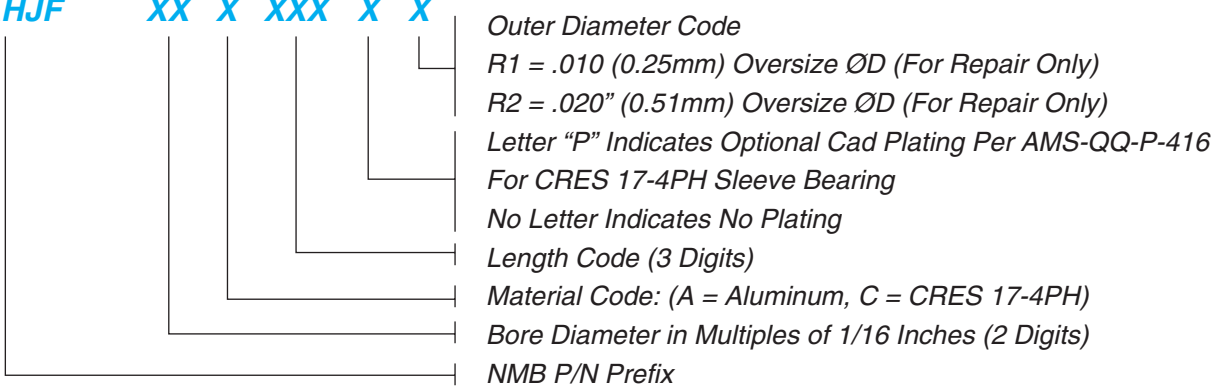 HJF XX X XXX X X
Outer Diameter Code
R1 = .010 (0.25mm) Oversize ØD (For Repair Only)
R2 = .020” (0.51mm) Oversize ØD (For Repair Only)
Letter “P” Indicates Optional Cad Plating Per AMS-QQ-P-416
For CRES 17-4PH Sleeve Bearing
No Letter Indicates No Plating
Length Code (3 Digits)
Material Code: (A = Aluminum, C = CRES 17-4PH)
Bore Diameter in Multiples of 1/16 Inches (2 Digits)
NMB P/N Prefix